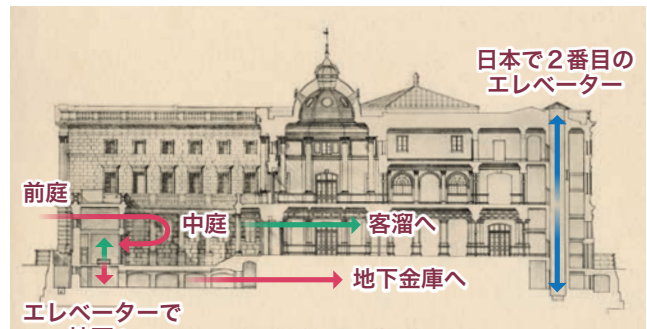 日本で２番目の
エレベーター
前庭
中庭
客溜へ
地下金庫へ
エレベーターで